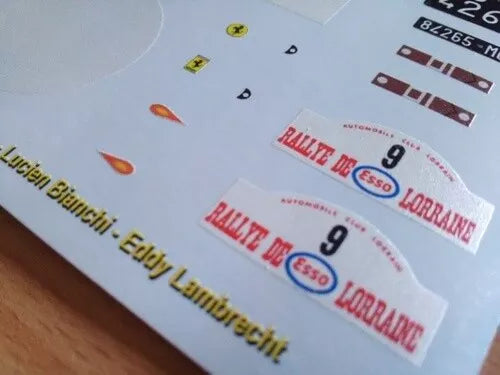 426
84265-M
D
D
AUTOMOBILE CLUB LORRAIN
9
RALLYE DE Esso LORRAINE
AUTOMOBILE CLUB LORRAIN
9
RALLYE DE Esso LORRAINE
Lucien Bianchi - Eddy Lambrecht